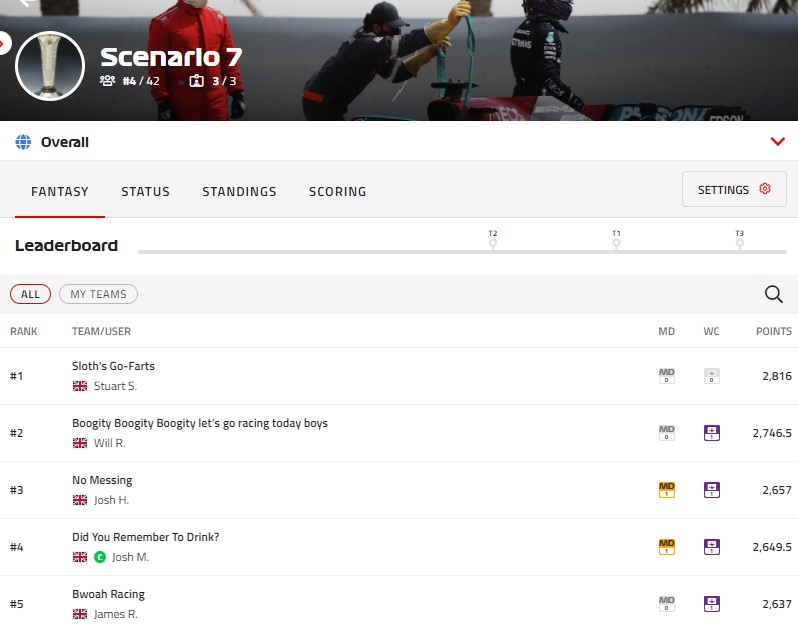 Scenario 7
#4 / 42 3 / 3
PETRONAS
EPSON
Overall
FANTASY STATUS STANDINGS SCORING SETTINGS
Leaderboard T2 T1 T3
ALL MY TEAMS
RANK TEAM/USER MD WC POINTS
#1 Sloth's Go-Farts MD 0 + 0 2,816
Stuart S.
#2 Boogity Boogity Boogity let's go racing today boys MD 0 + 1 2,746.5
Will R.
#3 No Messing MD 1 + 1 2,657
Josh H.
#4 Did You Remember To Drink? MD 1 + 1 2,649.5
C Josh M.
#5 Bwoah Racing MD 0 + 1 2,637
James R.